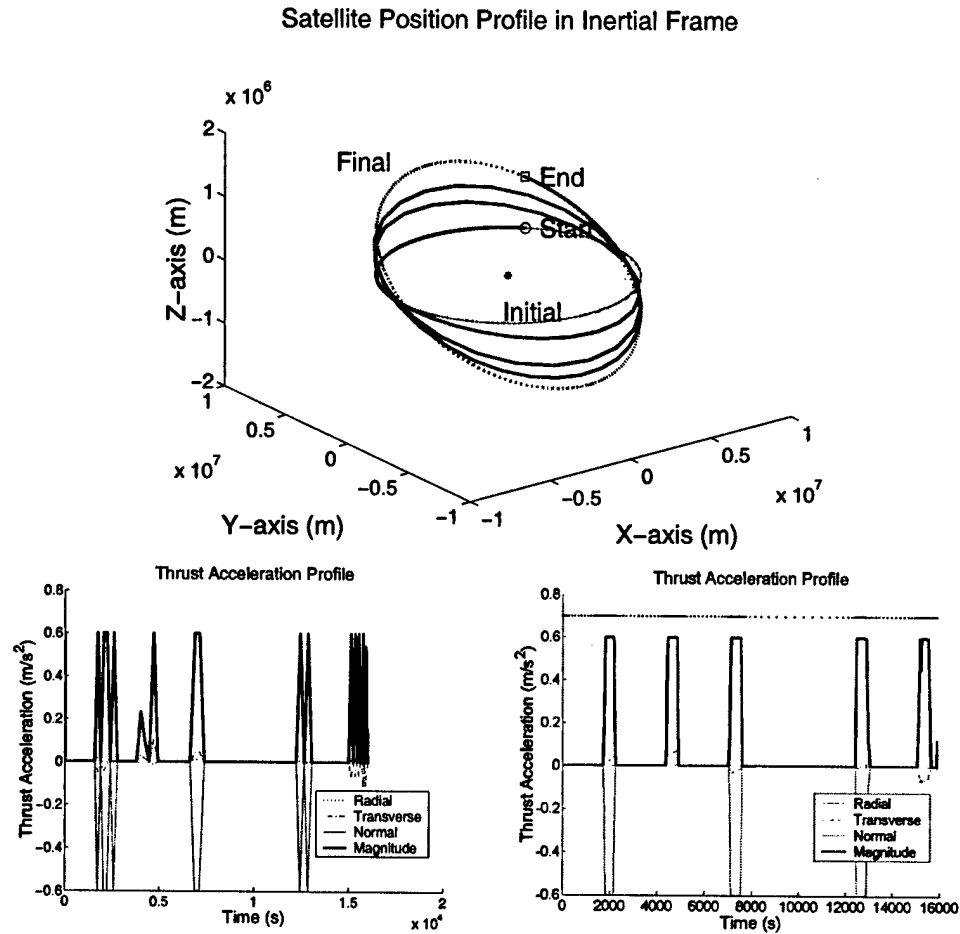 Satellite Position Profile in Inertial Frame
x 10^6
2
1
0
−1
−2
Z−axis (m)
Final
End
Start
Initial
1
0.5
0
−0.5
−1
x 10^7
Y−axis (m)
−1
−0.5
0
0.5
1
x 10^7
X−axis (m)
Thrust Acceleration Profile
0.8
0.6
0.4
0.2
0
−0.2
−0.4
−0.6
Thrust Acceleration (m/s^2)
Radial
Transverse
Normal
Magnitude
0
0.5
1
1.5
2
x 10^4
Time (s)
Thrust Acceleration Profile
0.8
0.6
0.4
0.2
0
−0.2
−0.4
−0.6
Thrust Acceleration (m/s^2)
Radial
Transverse
Normal
Magnitude
0
2000
4000
6000
8000
10000
12000
14000
16000
Time (s)